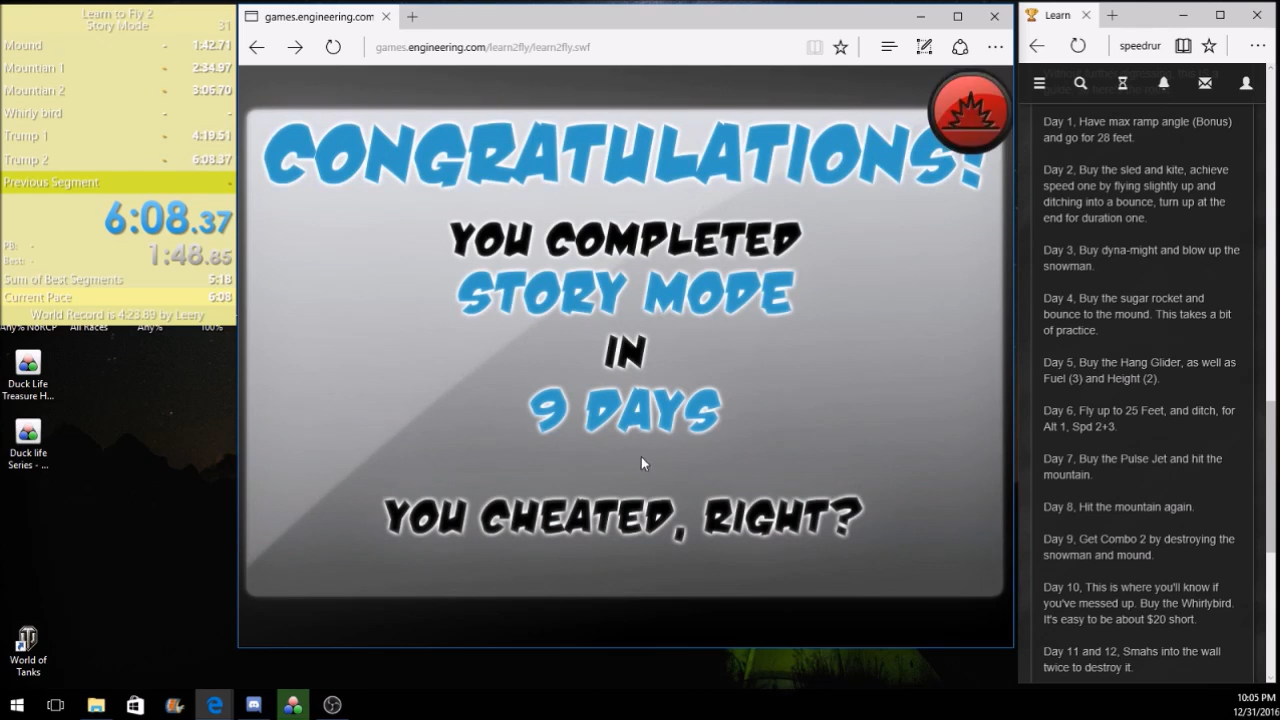 Learn to Fly 2
Story Mode 31
Mound - 1:42.71
Mountian 1 - 2:34.97
Mountian 2 - 3:06.70
Whirly bird -
Trump 1 - 4:19.51
Trump 2 - 6:08.37
Previous Segment -
6:08.37
PB: -
Best: - 1:48.85
Sum of Best Segments 5:18
Current Pace 6:08
World Record is 4:23.89 by Leery
Any% NoRCP All Races Any% 100%
Duck Life
Treasure H...
Duck life
Series - ...
World of
Tanks
games.engineering.com/
games.engineering.com/learn2fly/learn2fly.swf
CONGRATULATIONS!
YOU COMPLETED
STORY MODE
IN
9 DAYS
YOU CHEATED, RIGHT?
Learn
speedrur
Day 1, Have max ramp angle (Bonus)
and go for 28 feet.
Day 2, Buy the sled and kite, achieve
speed one by flying slightly up and
ditching into a bounce, turn up at the
end for duration one.
Day 3, Buy dyna-might and blow up the
snowman.
Day 4, Buy the sugar rocket and
bounce to the mound. This takes a bit
of practice.
Day 5, Buy the Hang Glider, as well as
Fuel (3) and Height (2).
Day 6, Fly up to 25 Feet, and ditch, for
Alt 1, Spd 2+3.
Day 7, Buy the Pulse Jet and hit the
mountain.
Day 8, Hit the mountain again.
Day 9, Get Combo 2 by destroying the
snowman and mound.
Day 10, This is where you'll know if
you've messed up. Buy the Whirlybird.
It's easy to be about $20 short.
Day 11 and 12, Smahs into the wall
twice to destroy it.
10:05 PM
12/31/2016